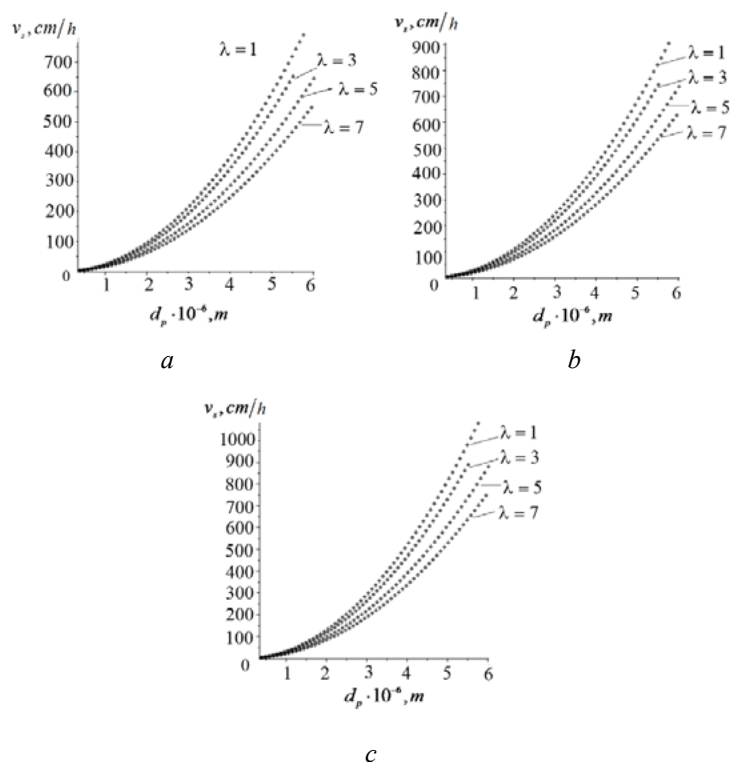 v_s, cm/h
700
600
500
400
300
200
100
0
1 2 3 4 5 6
d_p · 10⁻⁶, m
λ = 1
λ = 3
λ = 5
λ = 7
a
v_s, cm/h
900
800
700
600
500
400
300
200
100
0
1 2 3 4 5 6
d_p · 10⁻⁶, m
λ = 1
λ = 3
λ = 5
λ = 7
b
v_s, cm/h
1000
900
800
700
600
500
400
300
200
100
0
1 2 3 4 5 6
d_p · 10⁻⁶, m
λ = 1
λ = 3
λ = 5
λ = 7
c